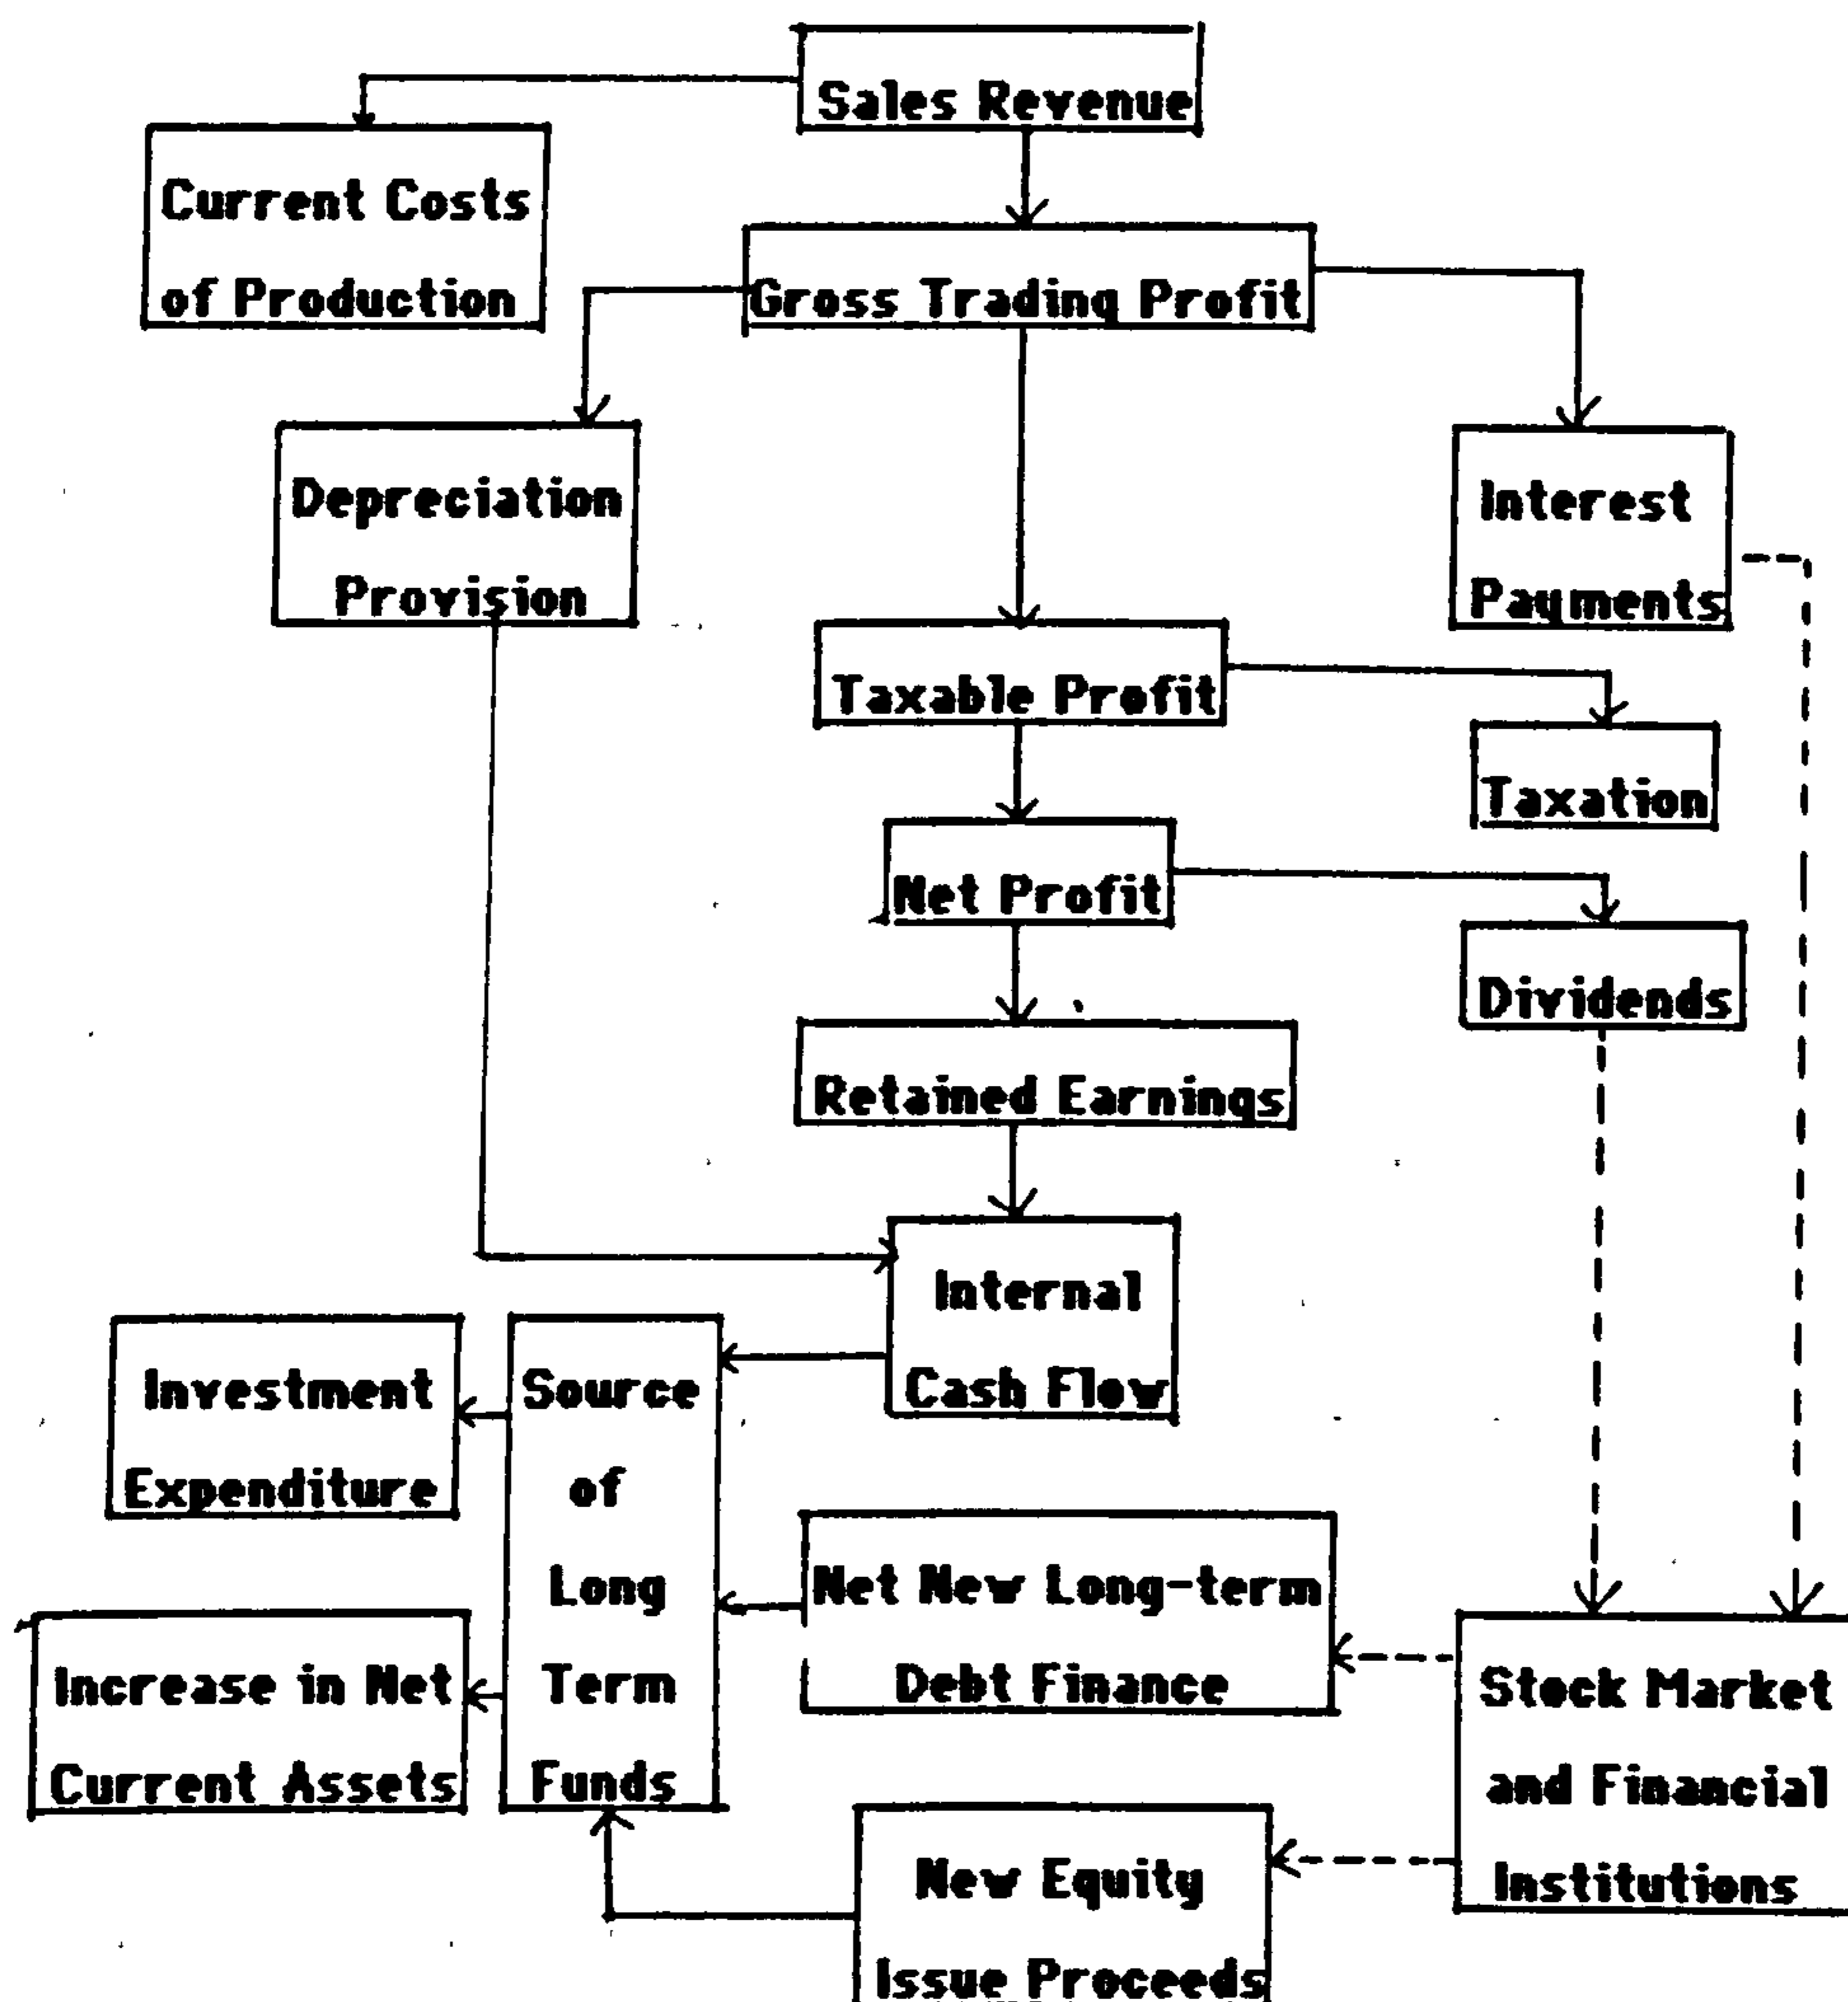 Sales Revenue
Current Costs
of Production
Gross Trading Profit
Depreciation
Provision
Interest
Payments
Taxable Profit
Taxation
Net Profit
Dividends
Retained Earnings
Internal
Cash Flow
Investment
Expenditure
Source
of
Long
Term
Funds
Net New Long-term
Debt Finance
Increase in Net
Current Assets
Stock Market
and Financial
Institutions
New Equity
Issue Proceeds